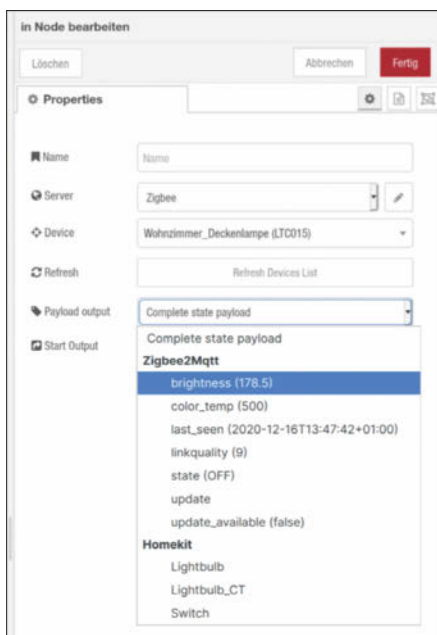 in Node bearbeiten
Löschen Abbrechen Fertig
Properties
Name Name
Server Zigbee
Device Wohnzimmer_Deckenlampe (LTC015)
Refresh Refresh Devices List
Payload output Complete state payload
Start Output Complete state payload
Zigbee2Mqtt
brightness (178.5)
color_temp (500)
last_seen (2020-12-16T13:47:42+01:00)
linkquality (9)
state (OFF)
update
update_available (false)
Homekit
Lightbulb
Lightbulb_CT
Switch